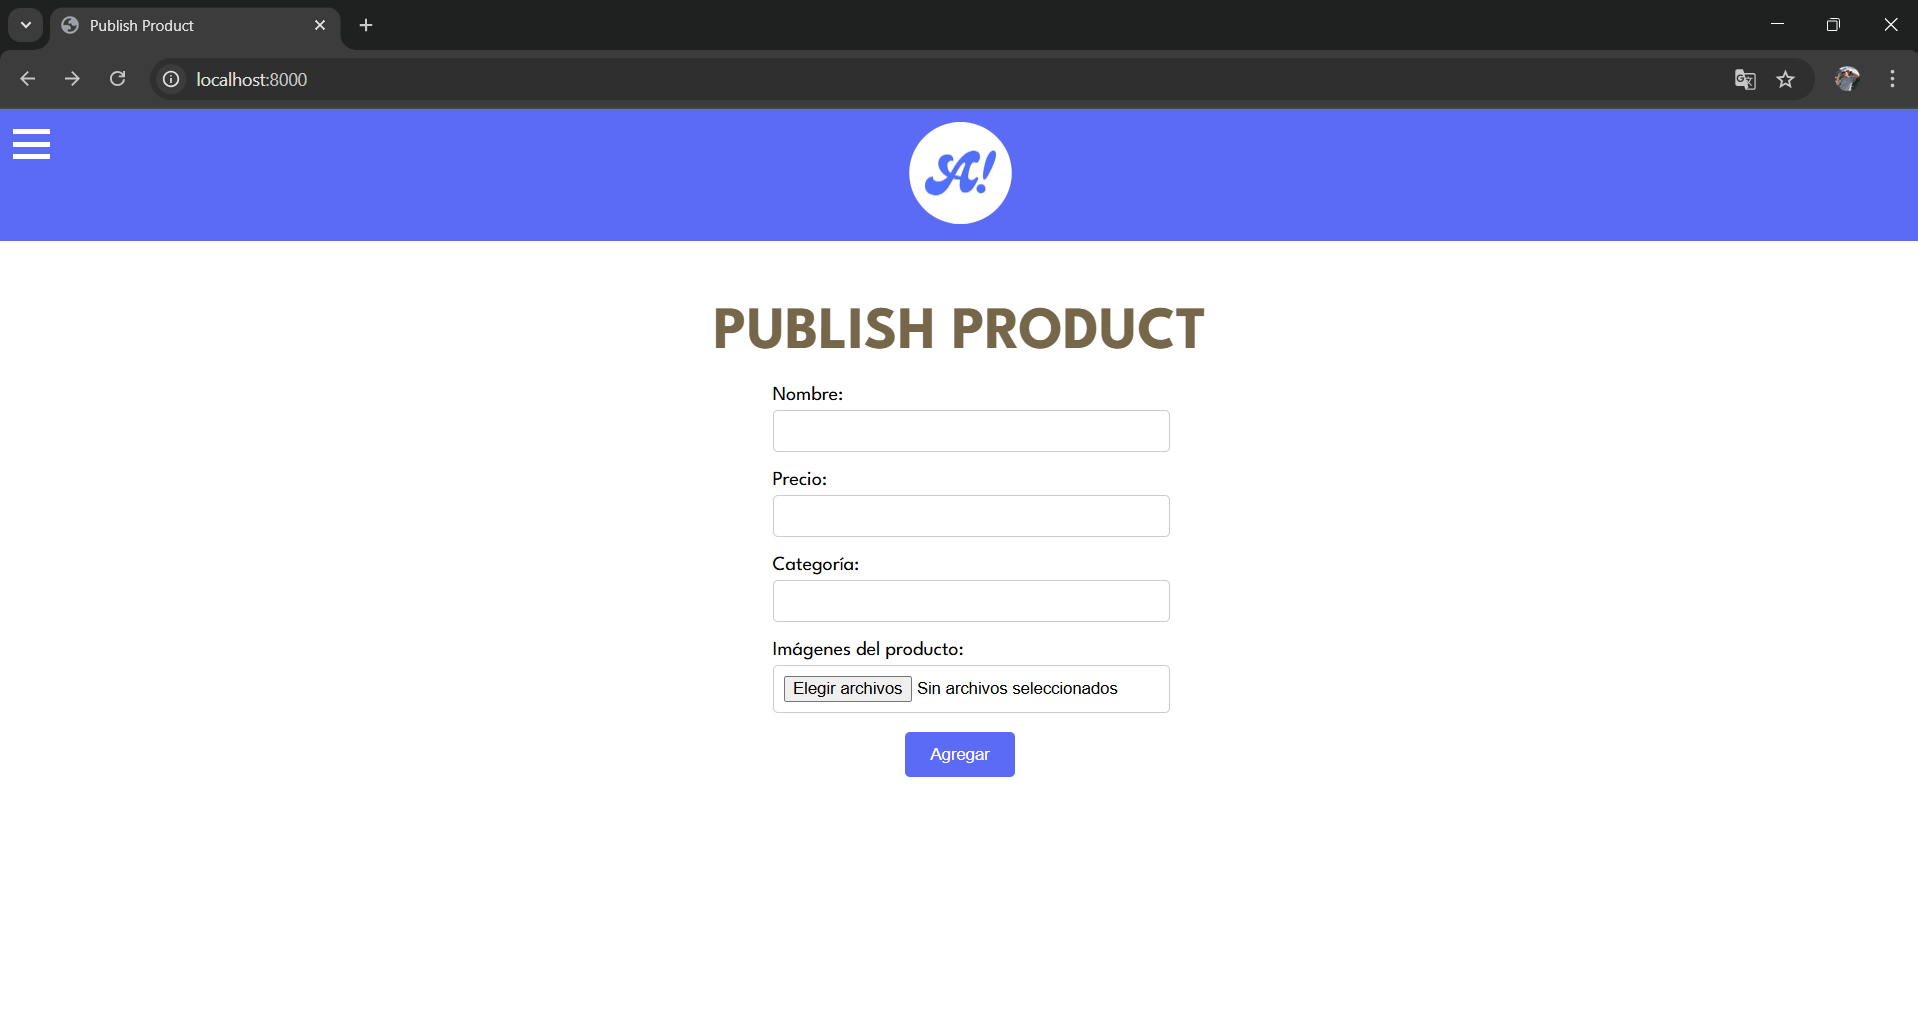 Publish Product
localhost:8000
A!
PUBLISH PRODUCT
Nombre:
Precio:
Categoría:
Imágenes del producto:
Elegir archivos Sin archivos seleccionados
Agregar